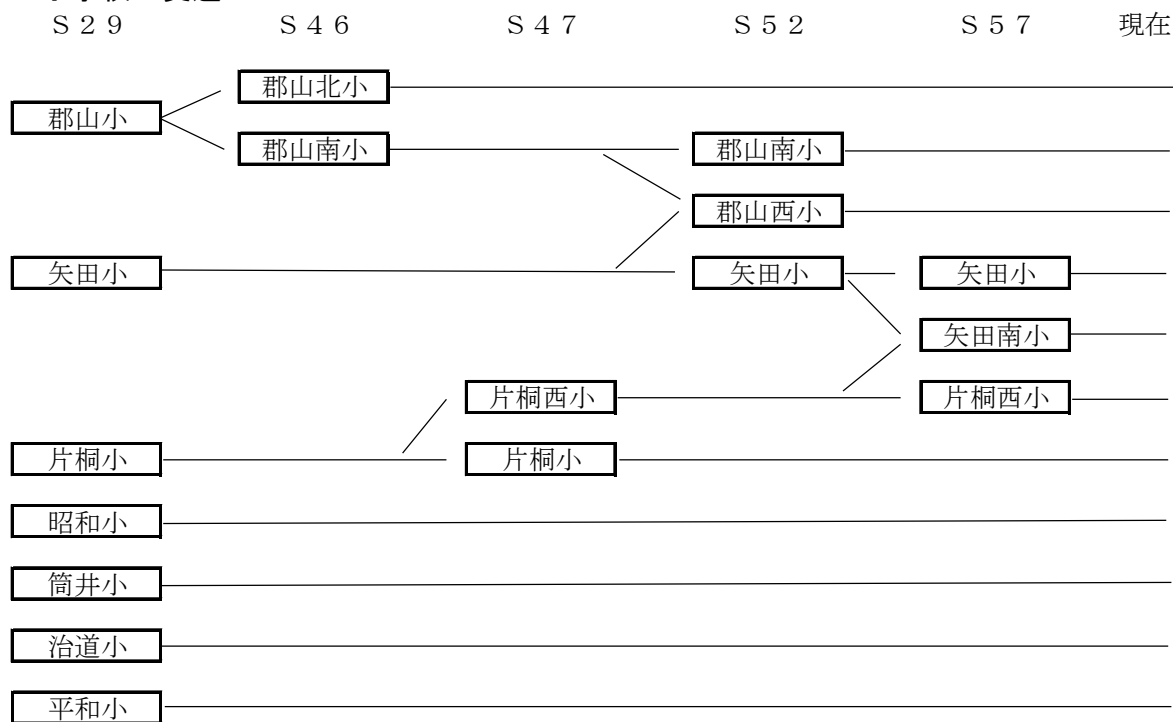 Ｓ２９ Ｓ４６ Ｓ４７ Ｓ５２ Ｓ５７ 現在
郡山北小
郡山小
郡山南小 郡山南小
郡山西小
矢田小 矢田小 矢田小
矢田南小
片桐西小 片桐西小
片桐小 片桐小
昭和小
筒井小
治道小
平和小